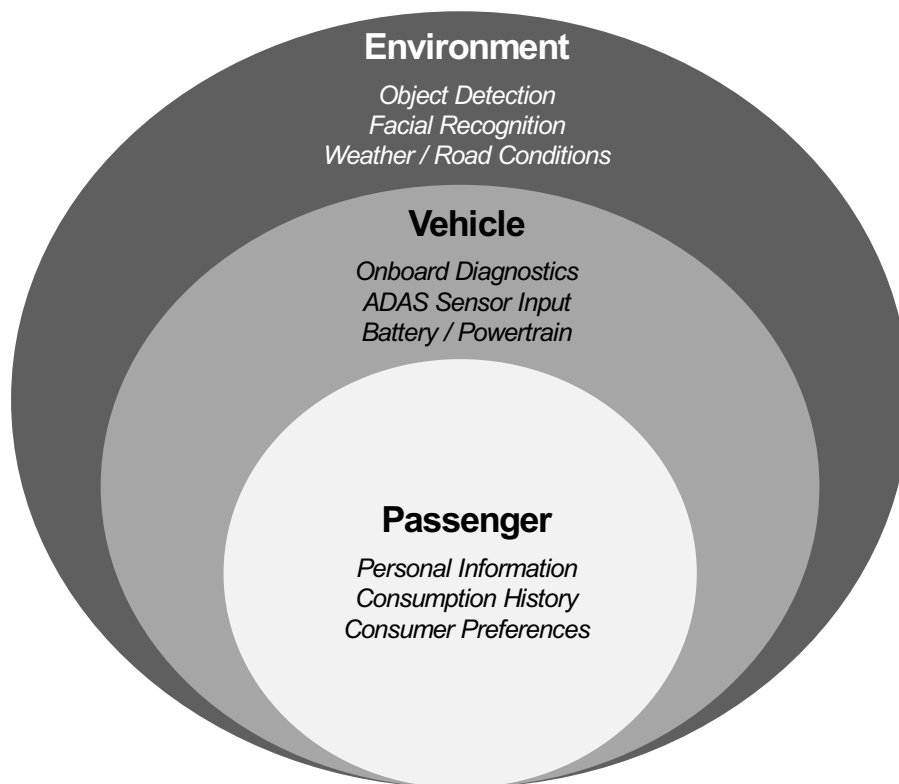 Environment
Object Detection
Facial Recognition
Weather / Road Conditions
Vehicle
Onboard Diagnostics
ADAS Sensor Input
Battery / Powertrain
Passenger
Personal Information
Consumption History
Consumer Preferences